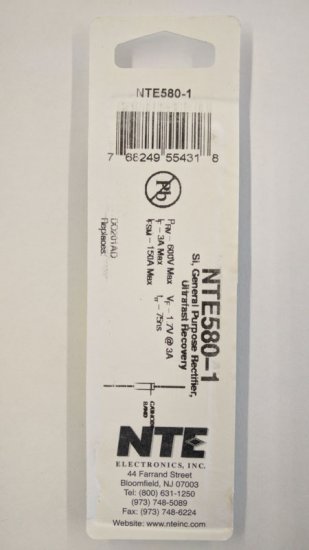 NTE580-1
7 68249 55431 8
Pb
NTE580-1
Si, General Purpose Rectifier,
Ultrafast Recovery
PRV – 600V Max VF – 1.7V @ 3A
IF – 3A Max trr – 75ns
IFSM – 150A Max
DO201AD
Replaces
CATHODE
BAND
NTE
ELECTRONICS, INC.
44 Farrand Street
Bloomfield, NJ 07003
Tel: (800) 631-1250
(973) 748-5089
Fax: (973) 748-6224
Website: www.nteinc.com